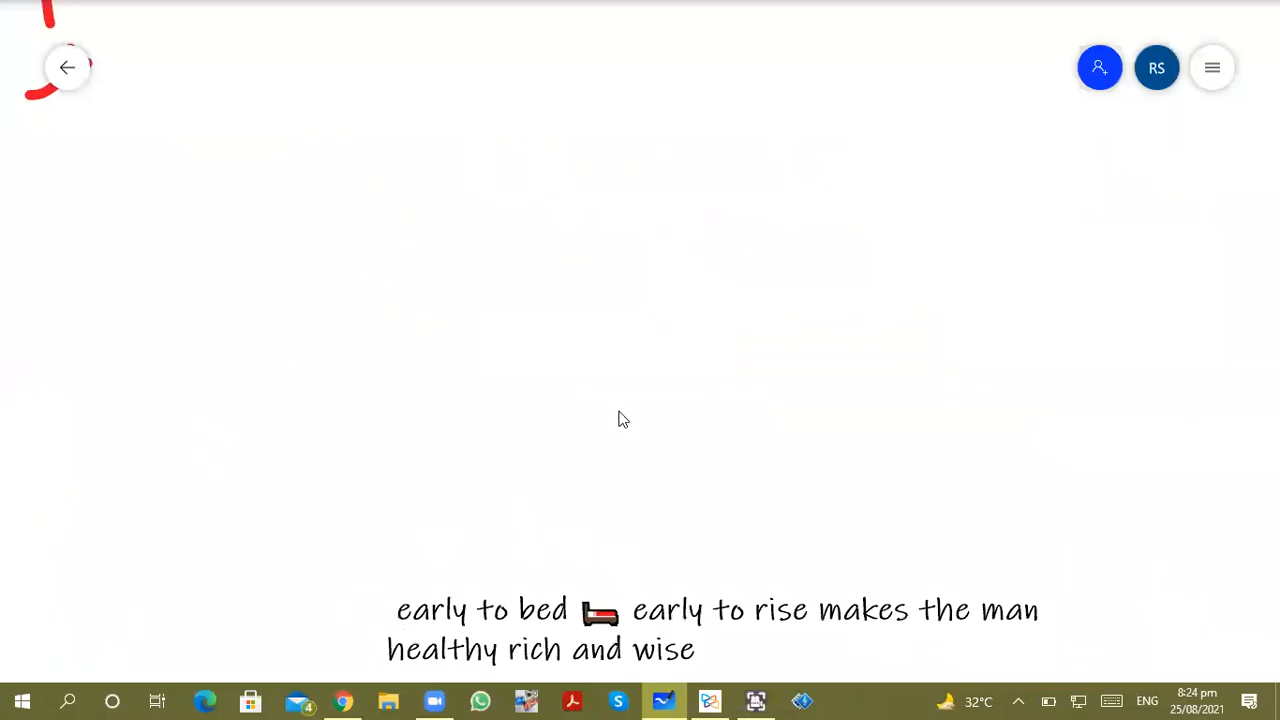 RS
early to bed 🛏 early to rise makes the man
healthy rich and wise
4
32°C
ENG
8:24 pm
25/08/2021